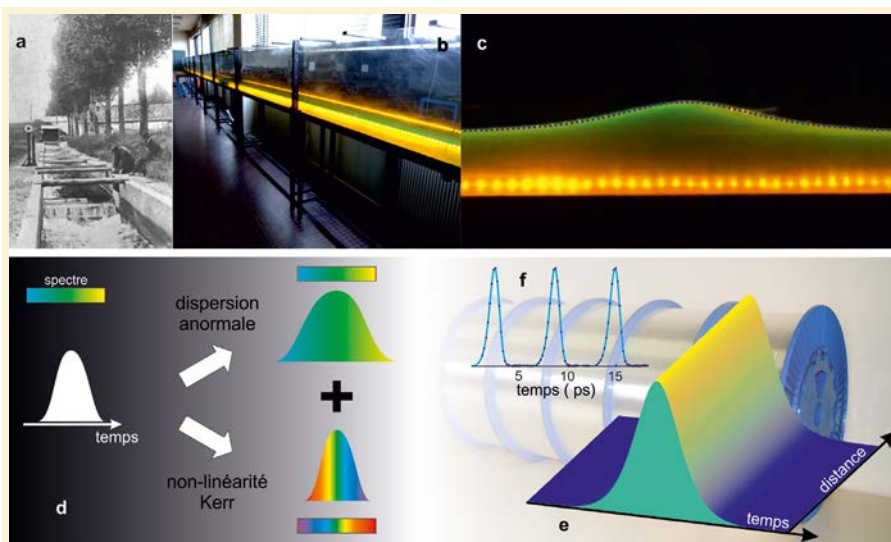 a
b
c
spectre
temps
d
dispersion
anormale
+
non-linéarité
Kerr
f
5 10 15
temps ( ps)
distance
temps
e